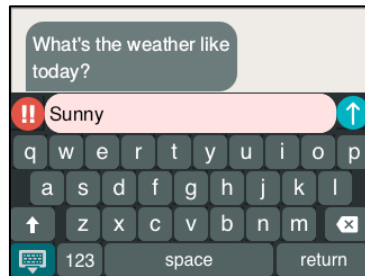 What's the weather like
today?
!! Sunny
q w e r t y u i o p
a s d f g h j k l
z x c v b n m
123 space return